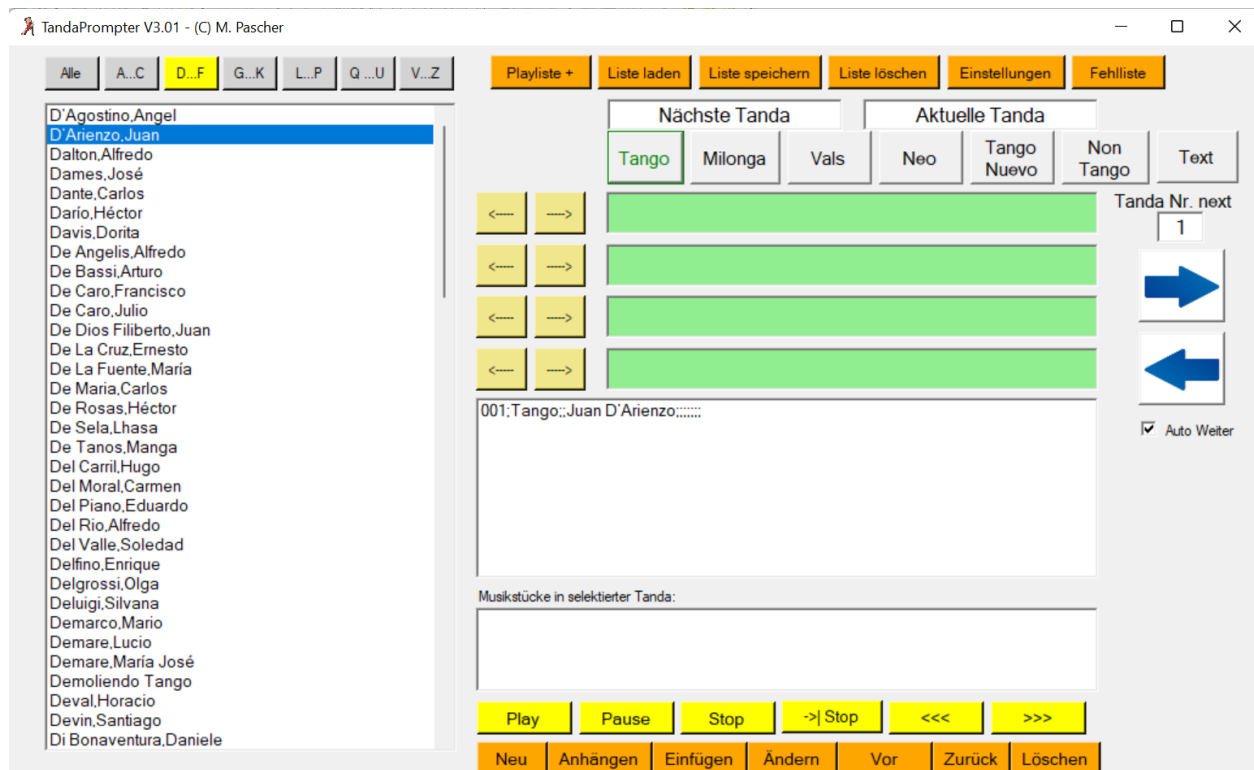 TandaPrompter V3.01 - (C) M. Pascher
Alle A...C D...F G...K L...P Q ...U V...Z
Playliste + Liste laden Liste speichern Liste löschen Einstellungen Fehlliste
D'Agostino,Angel
D'Arienzo,Juan
Dalton,Alfredo
Dames,José
Dante,Carlos
Darío,Héctor
Davis,Dorita
De Angelis,Alfredo
De Bassi,Arturo
De Caro,Francisco
De Caro,Julio
De Dios Filiberto,Juan
De La Cruz,Ernesto
De La Fuente,María
De Maria,Carlos
De Rosas,Héctor
De Sela,Lhasa
De Tanos,Manga
Del Carril,Hugo
Del Moral,Carmen
Del Piano,Eduardo
Del Rio,Alfredo
Del Valle,Soledad
Delfino,Enrique
Delgrossi,Olga
Deluigi,Silvana
Demarco,Mario
Demare,Lucio
Demare,María José
Demoliendo Tango
Deval,Horacio
Devin,Santiago
Di Bonaventura,Daniele
Nächste Tanda Aktuelle Tanda
Tango Milonga Vals Neo Tango Nuevo Non Tango Text
<----- ----->
<----- ----->
<----- ----->
<----- ----->
Tanda Nr. next
1
Auto Weiter
001;Tango;;Juan D'Arienzo;;;;;;;
Musikstücke in selektierter Tanda:
Play Pause Stop ->| Stop <<< >>>
Neu Anhängen Einfügen Ändern Vor Zurück Löschen